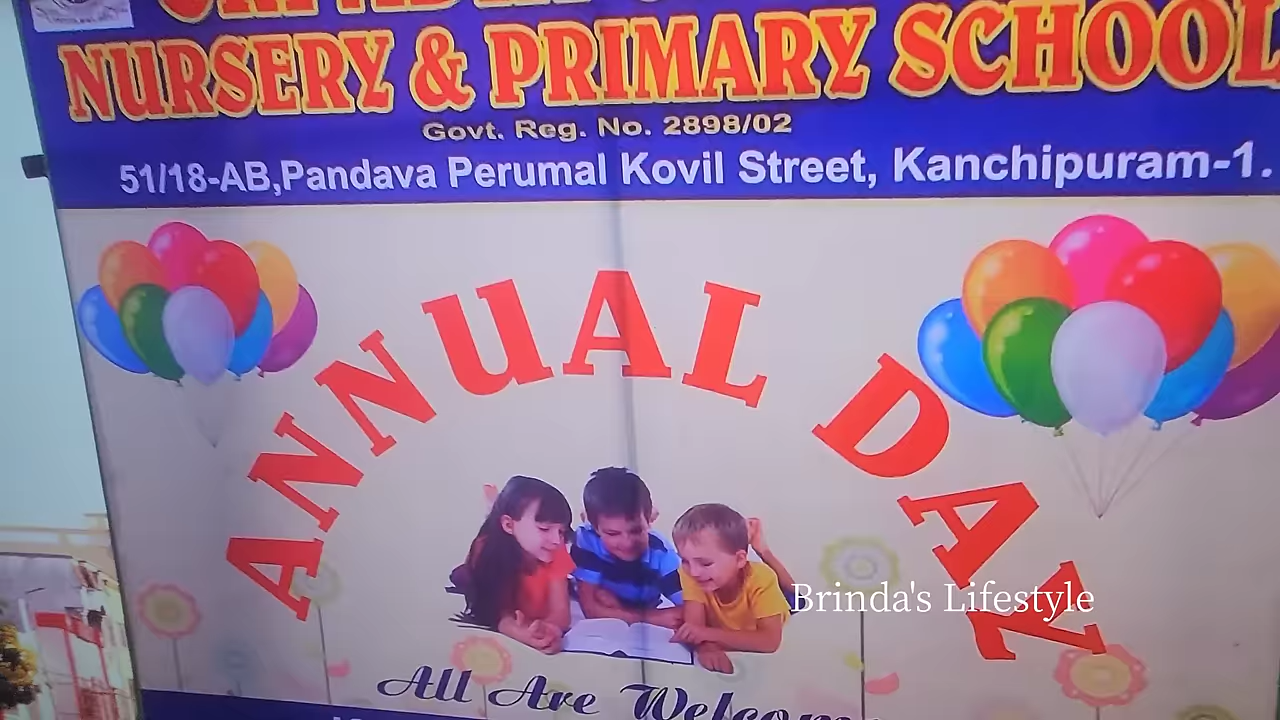 NURSERY & PRIMARY SCHOOL
Govt. Reg. No. 2898/02
51/18-AB,Pandava Perumal Kovil Street, Kanchipuram-1.
ANNUAL DAY
Brinda's Lifestyle
All Are